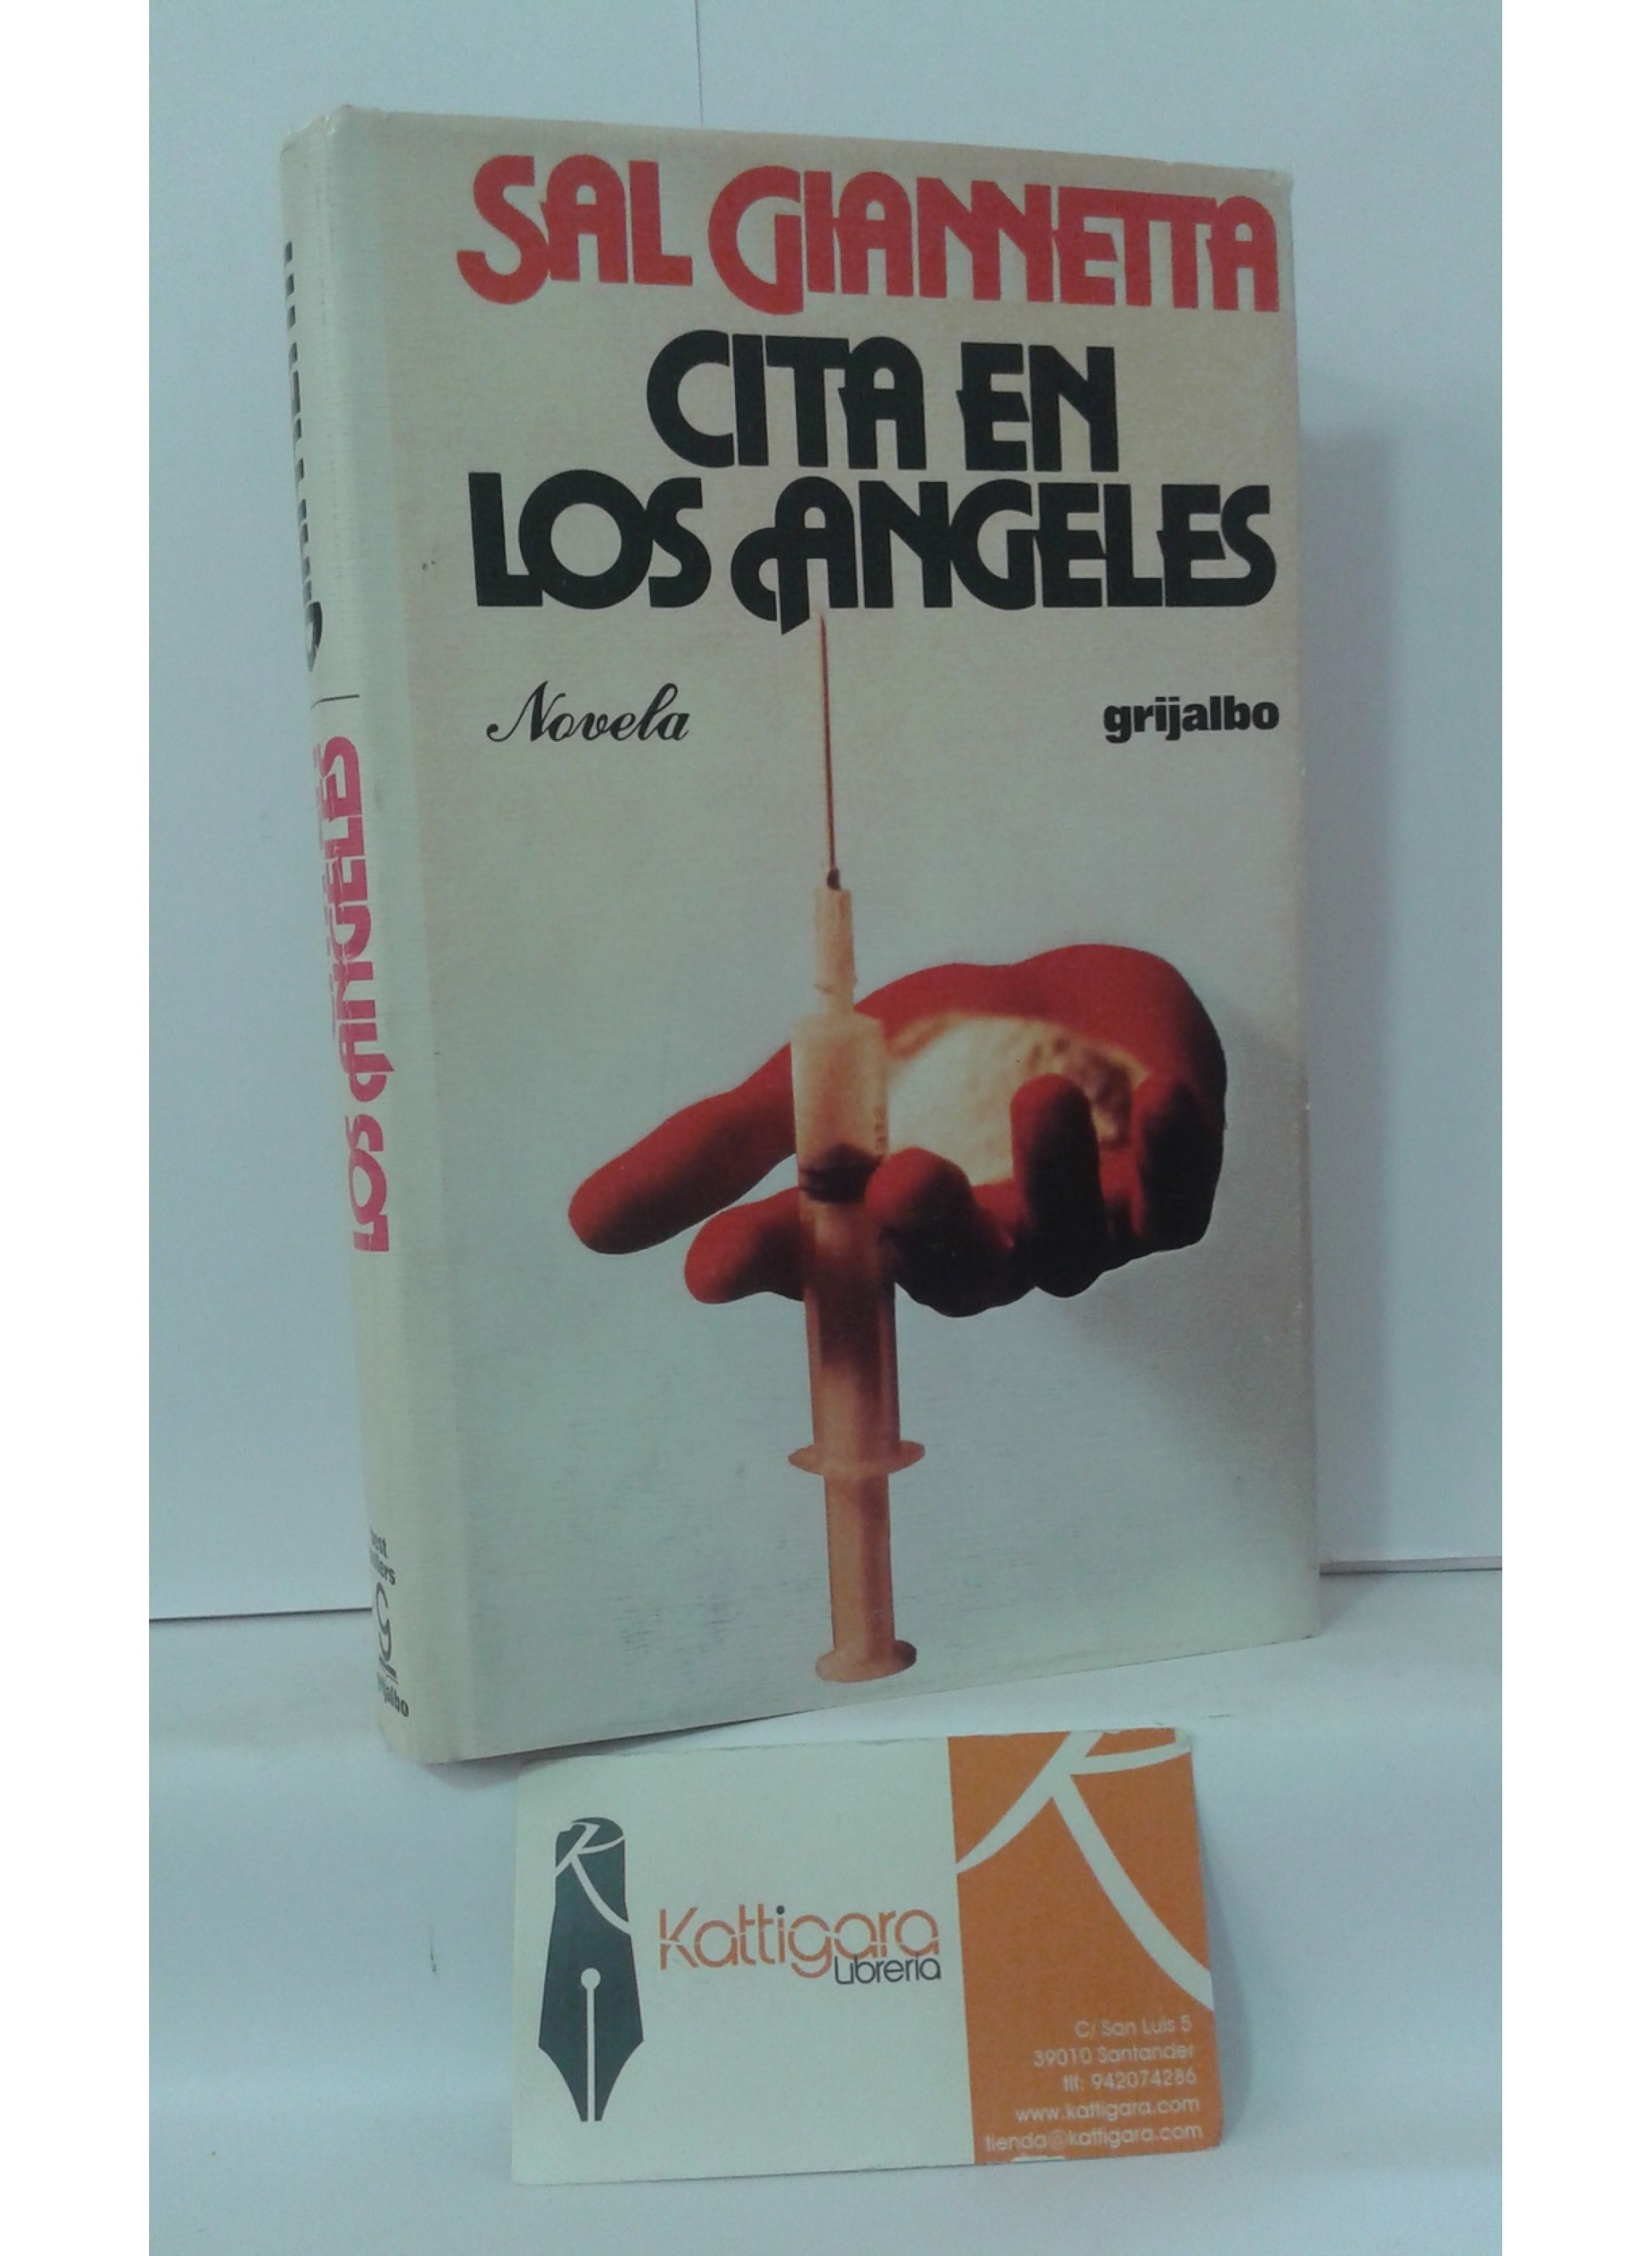 SAL GIANNETTA
CITA EN
LOS ANGELES
Novela
grijalbo
LOS ANGELES
K
Kattigara
Librería
K
C/ San Luis 5
39010 Santander
tlf: 942074286
www.kattigara.com
tienda@kattigara.com